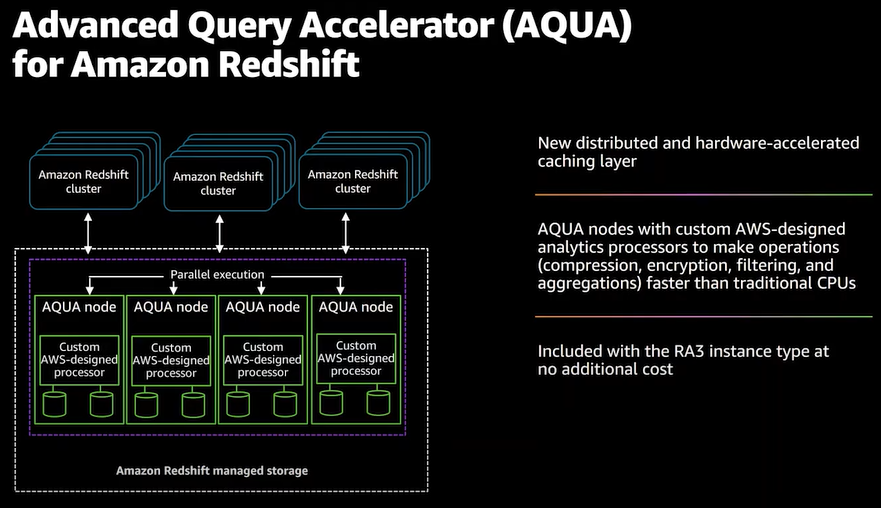 Advanced Query Accelerator (AQUA)
for Amazon Redshift
Amazon Redshift
cluster
Amazon Redshift
cluster
Amazon Redshift
cluster
Parallel execution
AQUA node
Custom
AWS-designed
processor
AQUA node
Custom
AWS-designed
processor
AQUA node
Custom
AWS-designed
processor
AQUA node
Custom
AWS-designed
processor
Amazon Redshift managed storage
New distributed and hardware-accelerated
caching layer
AQUA nodes with custom AWS-designed
analytics processors to make operations
(compression, encryption, filtering, and
aggregations) faster than traditional CPUs
Included with the RA3 instance type at
no additional cost